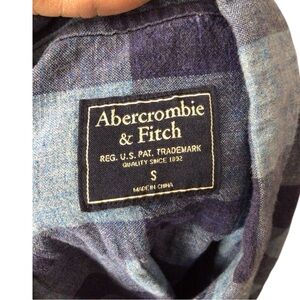 Abercrombie
& Fitch
REG. U.S. PAT. TRADEMARK
QUALITY SINCE 1892
S
MADE IN CHINA